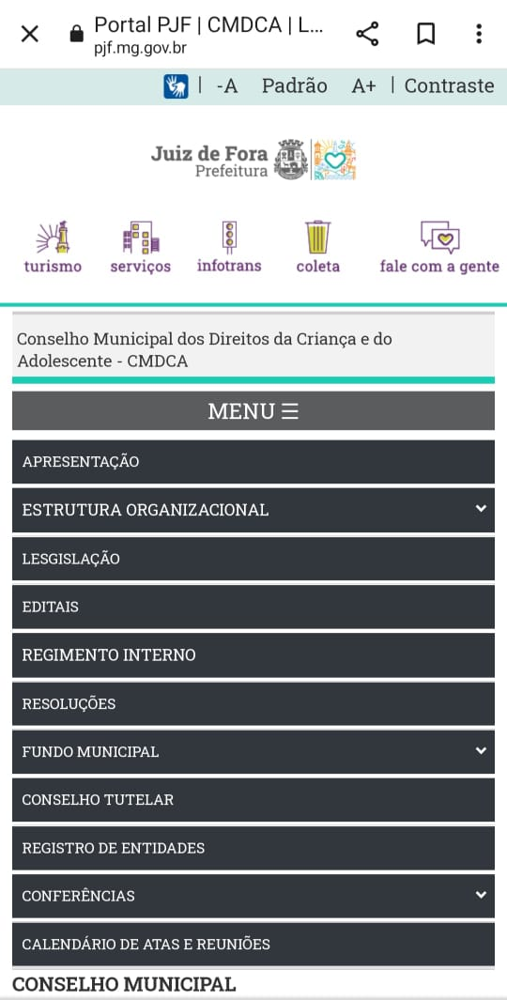 Portal PJF | CMDCA | L...
pjf.mg.gov.br
| -A Padrão A+ | Contraste
Juiz de Fora
Prefeitura
turismo serviços infotrans coleta fale com a gente
Conselho Municipal dos Direitos da Criança e do
Adolescente - CMDCA
MENU ☰
APRESENTAÇÃO
ESTRUTURA ORGANIZACIONAL
LESGISLAÇÃO
EDITAIS
REGIMENTO INTERNO
RESOLUÇÕES
FUNDO MUNICIPAL
CONSELHO TUTELAR
REGISTRO DE ENTIDADES
CONFERÊNCIAS
CALENDÁRIO DE ATAS E REUNIÕES
CONSELHO MUNICIPAL